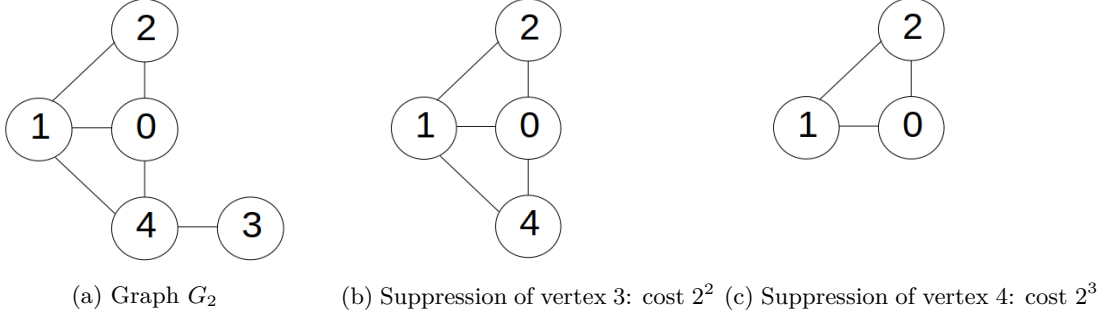 2 2 2
1 0 1 0 1 0
4 3 4
(a) Graph $G_2$ (b) Suppression of vertex 3: cost $2^2$ (c) Suppression of vertex 4: cost $2^3$